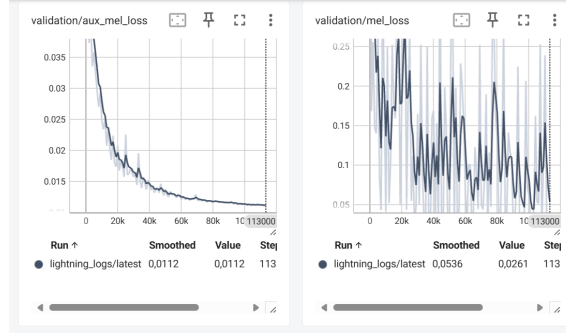 validation/aux_mel_loss
0.035
0.03
0.025
0.02
0.015
0 20k 40k 60k 80k 10 113000
Run ↑ Smoothed Value Step
lightning_logs/latest 0,0112 0,0112 113
validation/mel_loss
0.25
0.2
0.15
0.1
0.05
0 20k 40k 60k 80k 10 113000
Run ↑ Smoothed Value Step
lightning_logs/latest 0,0536 0,0261 113